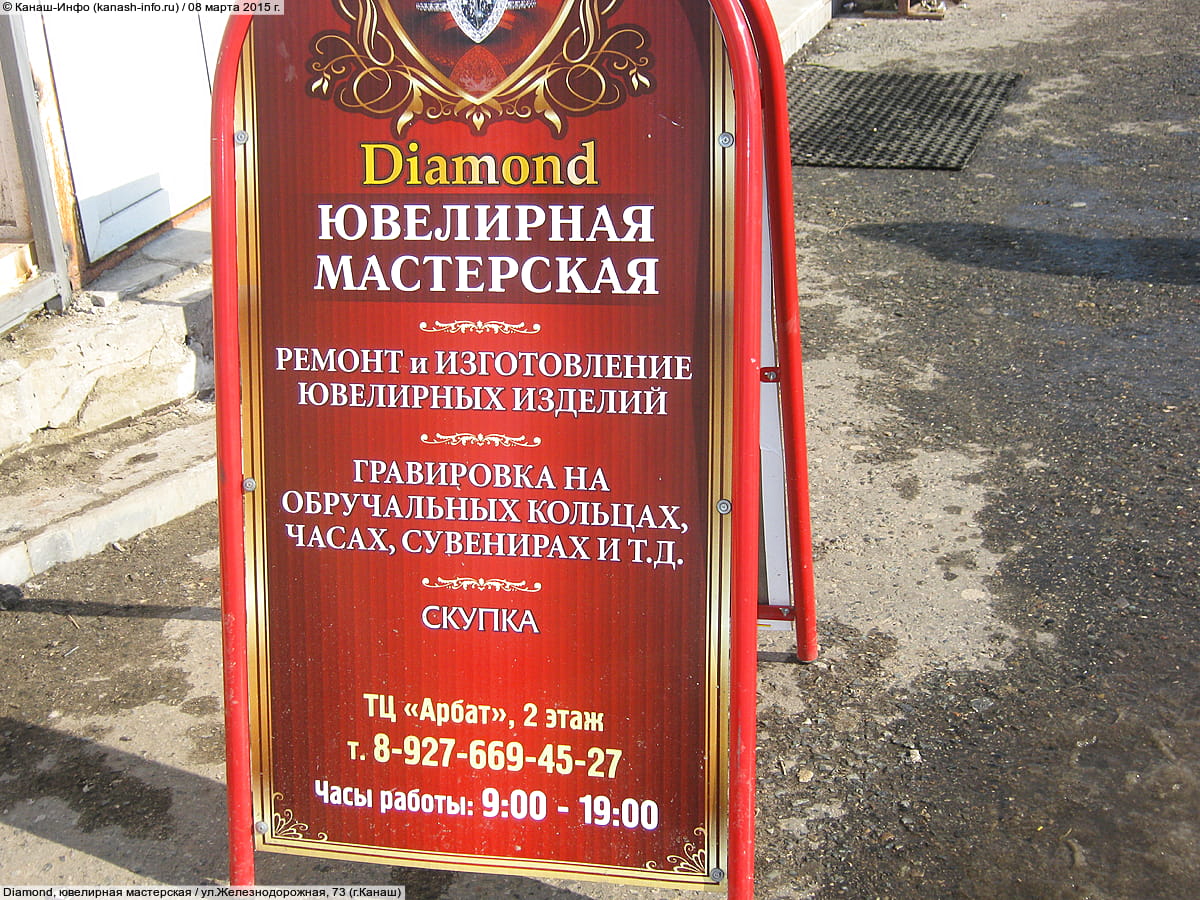 © Канаш-Инфо (kanash-info.ru) / 08 марта 2015 г.
Diamond
ЮВЕЛИРНАЯ
МАСТЕРСКАЯ
РЕМОНТ и ИЗГОТОВЛЕНИЕ
ЮВЕЛИРНЫХ ИЗДЕЛИЙ
ГРАВИРОВКА НА
ОБРУЧАЛЬНЫХ КОЛЬЦАХ,
ЧАСАХ, СУВЕНИРАХ И Т.Д.
СКУПКА
ТЦ «Арбат», 2 этаж
т. 8-927-669-45-27
Часы работы: 9:00 - 19:00
Diamond, ювелирная мастерская / ул.Железнодорожная, 73 (г.Канаш)